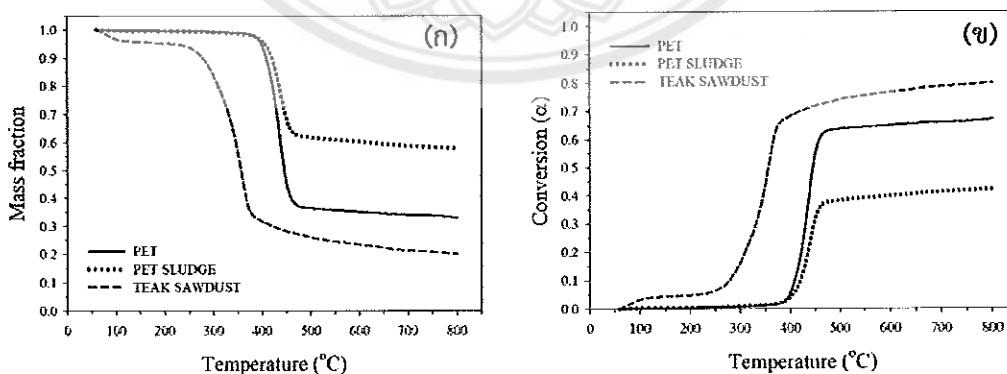 (ก)
1.0
0.9
0.8
0.7
0.6
0.5
0.4
0.3
0.2
0.1
0.0
Mass fraction
PET
PET SLUDGE
TEAK SAWDUST
0 100 200 300 400 500 600 700 800
Temperature (°C)
(ข)
1.0
0.9
0.8
0.7
0.6
0.5
0.4
0.3
0.2
0.1
0.0
Conversion (α)
PET
PET SLUDGE
TEAK SAWDUST
0 100 200 300 400 500 600 700 800
Temperature (°C)